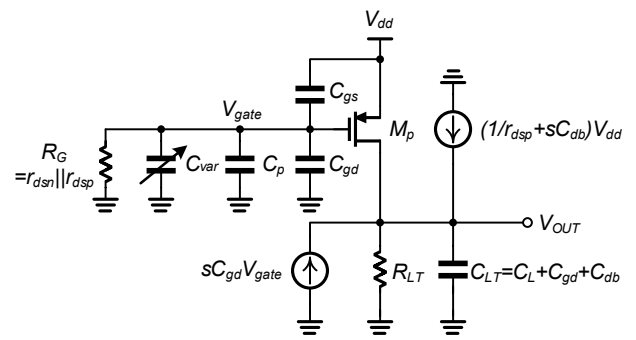 V_dd
C_gs
V_gate
M_p
(1/r_dsp+sC_db)V_dd
R_G
=r_dsn||r_dsp
C_var
C_p
C_gd
V_OUT
sC_gdV_gate
R_LT
C_LT=C_L+C_gd+C_db